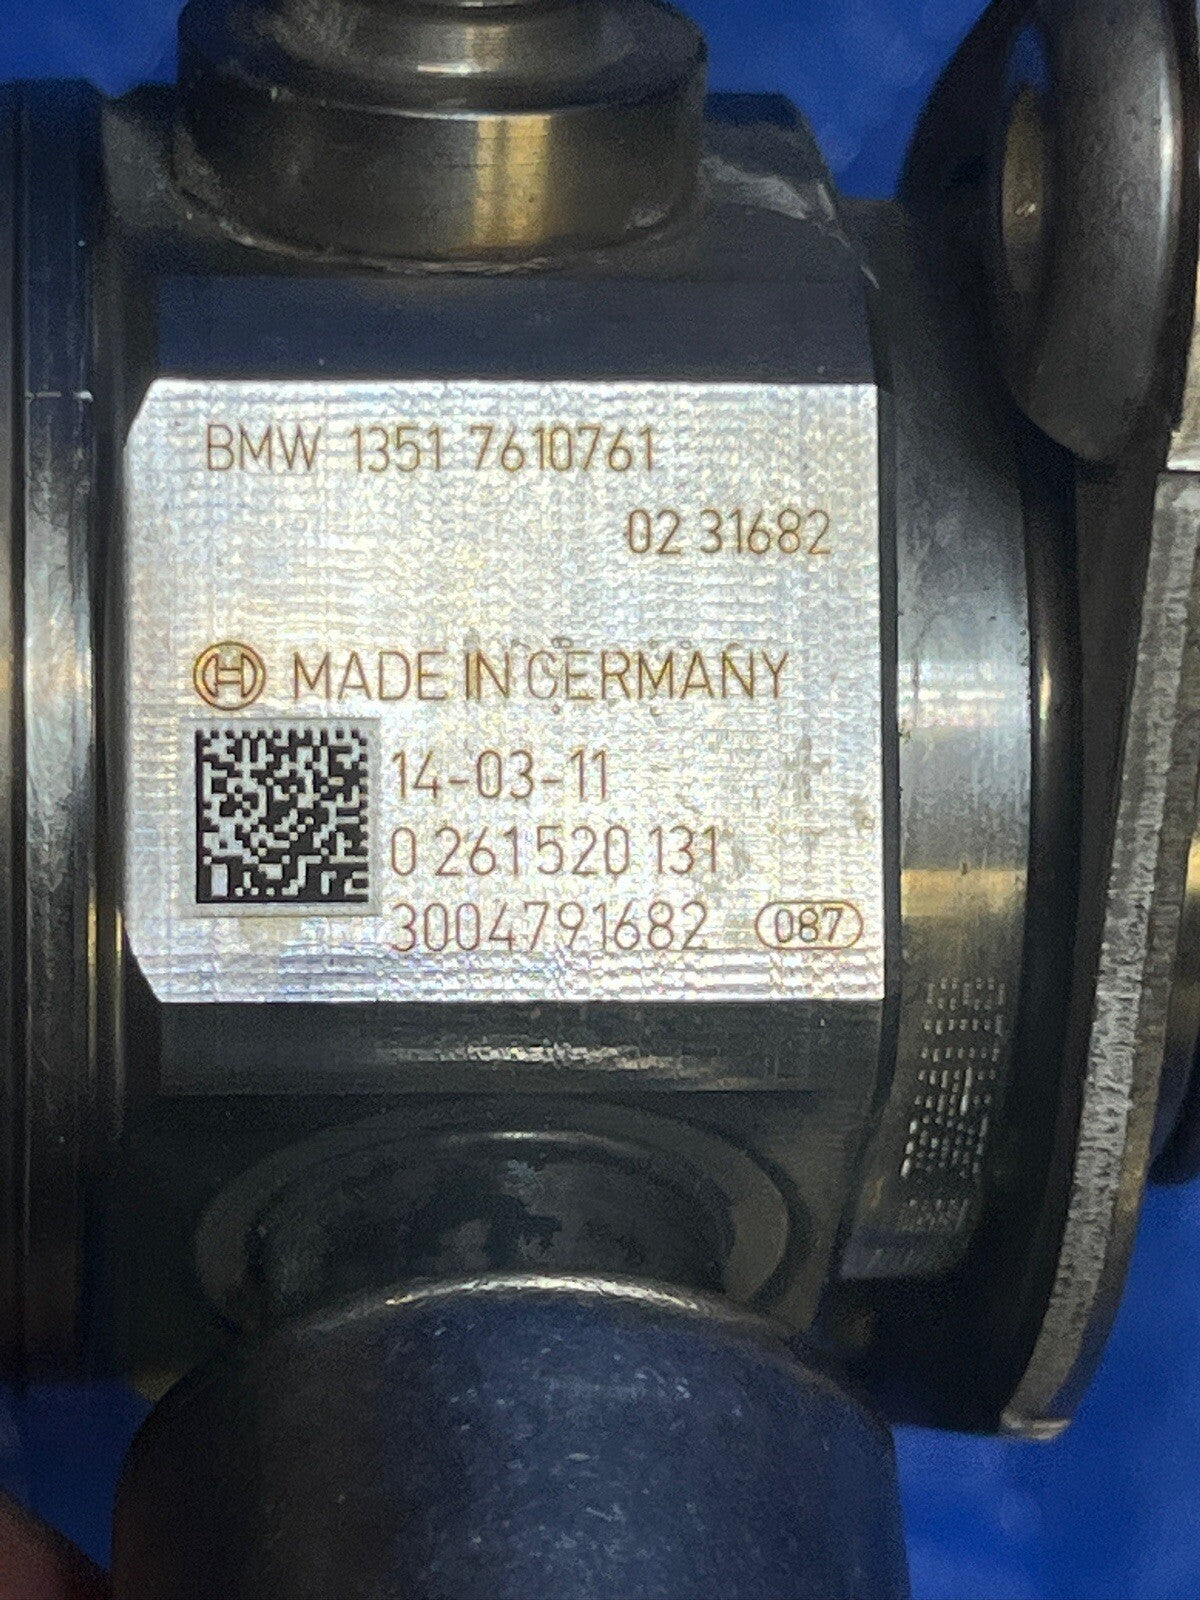 BMW 1351 7610761
02 31682
MADE IN GERMANY
14-03-11
0 261 520 131
3004791682 087